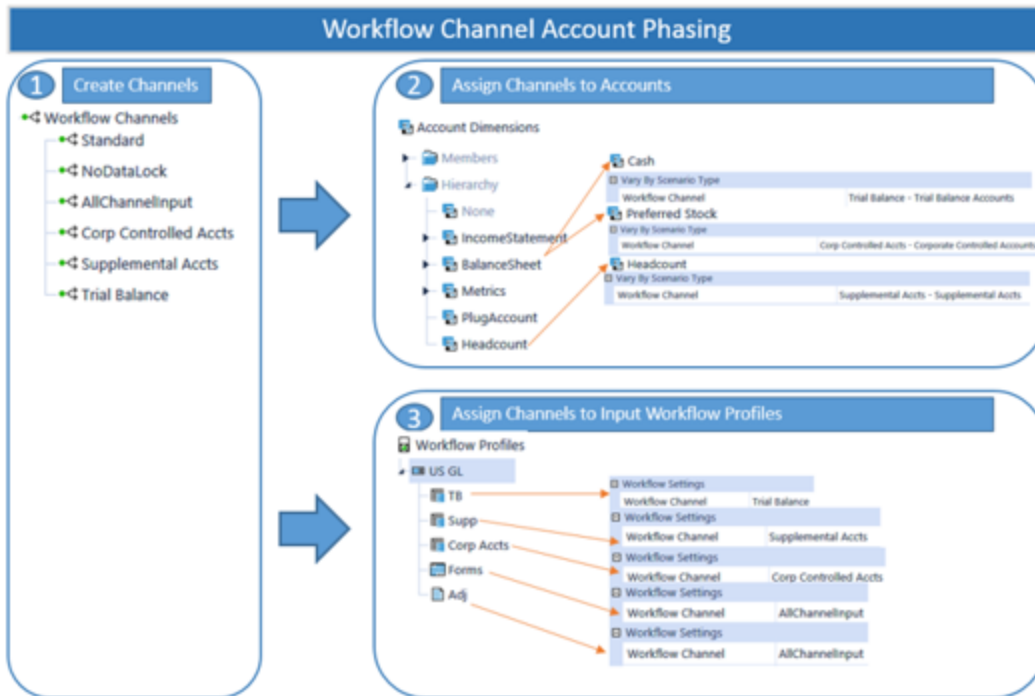 Workflow Channel Account Phasing
1 Create Channels
Workflow Channels
Standard
NoDataLock
AllChannelInput
Corp Controlled Accts
Supplemental Accts
Trial Balance
2 Assign Channels to Accounts
Account Dimensions
Members
Hierarchy
None
IncomeStatement
BalanceSheet
Metrics
PlugAccount
Headcount
Cash
Vary By Scenario Type
Workflow Channel Trial Balance - Trial Balance Accounts
Preferred Stock
Vary By Scenario Type
Workflow Channel Corp Controlled Accts - Corporate Controlled Accounts
Headcount
Vary By Scenario Type
Workflow Channel Supplemental Accts - Supplemental Accts
3 Assign Channels to Input Workflow Profiles
Workflow Profiles
US GL
TB
Supp
Corp Accts
Forms
Adj
Workflow Settings
Workflow Channel Trial Balance
Workflow Settings
Workflow Channel Supplemental Accts
Workflow Settings
Workflow Channel Corp Controlled Accts
Workflow Settings
Workflow Channel AllChannelInput
Workflow Settings
Workflow Channel AllChannelInput